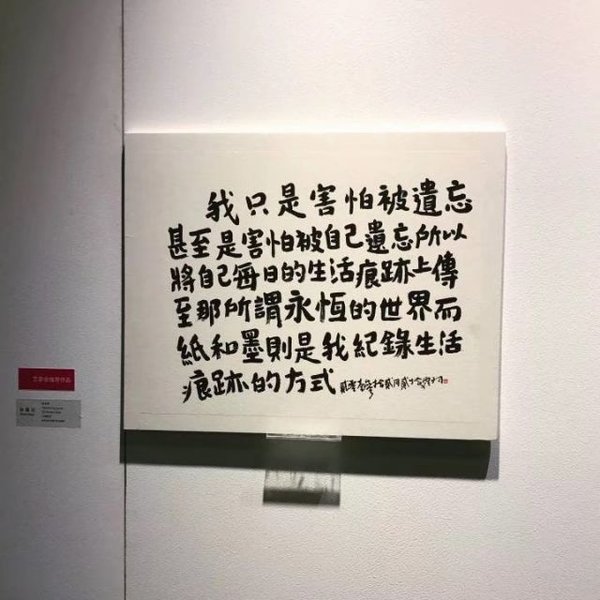 我只是害怕被遺忘
甚至是害怕被自己遺忘所以
將自己每日的生活痕跡上傳
至那所謂永恆的世界而
紙和墨則是我紀錄生活
痕跡的方式